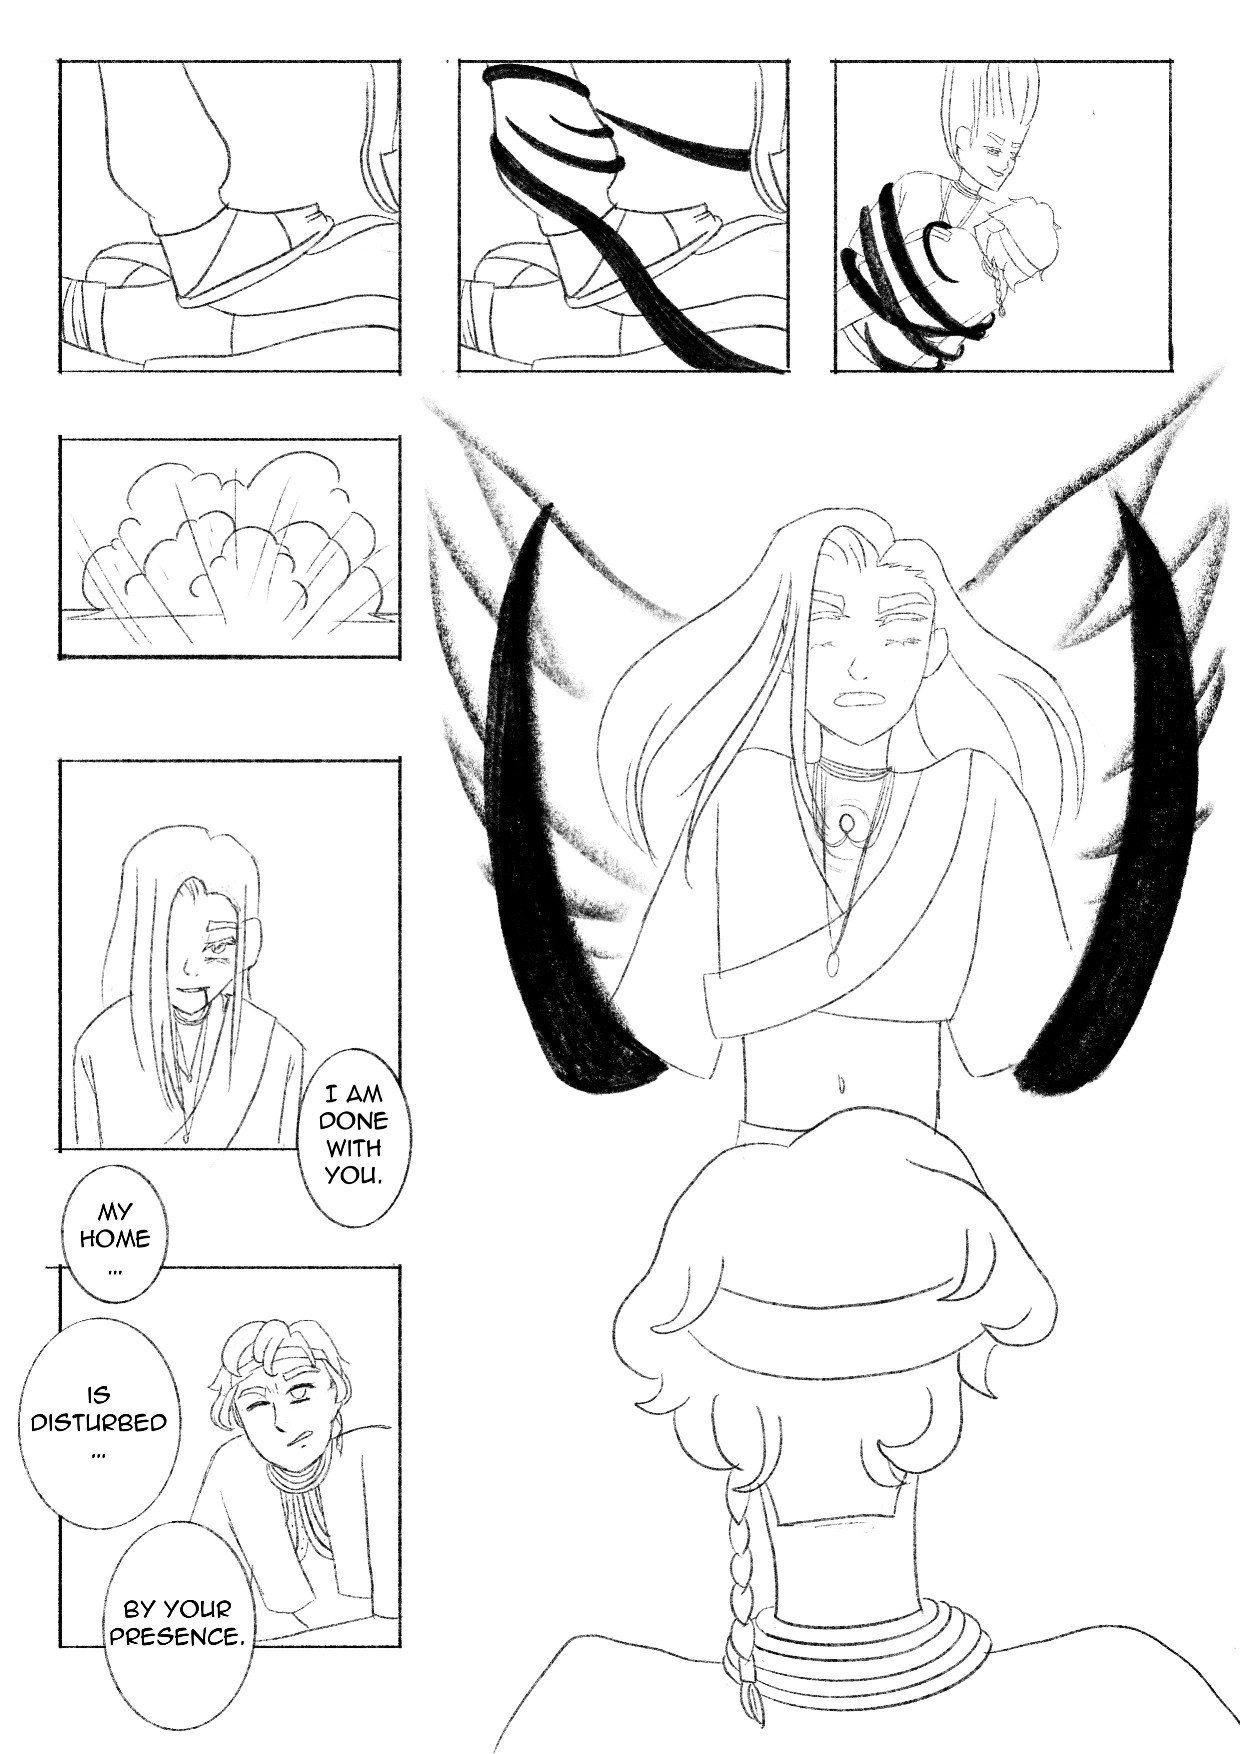 I AM
DONE
WITH
YOU.
MY
HOME
...
IS
DISTURBED
...
BY YOUR
PRESENCE.